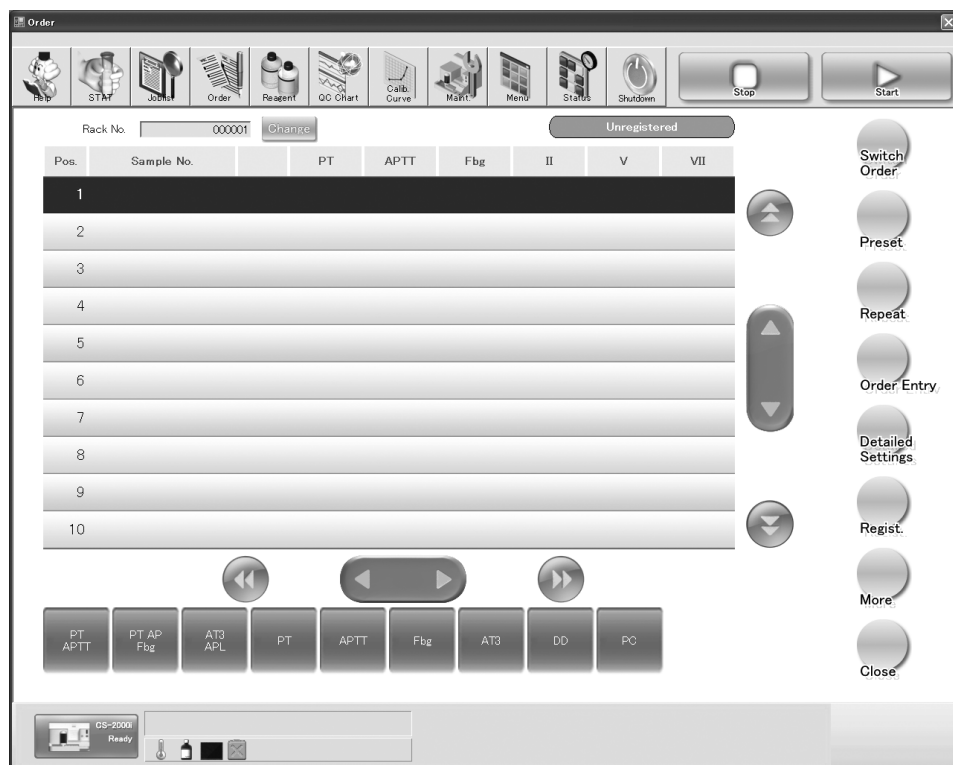 Order
Help
STAT
Joblist
Order
Reagent
QC Chart
Calib.
Curve
Maint.
Menu
Status
Shutdown
Stop
Start
Rack No. 000001 Change
Unregistered
Pos. Sample No. PT APTT Fbg II V VII
1
2
3
4
5
6
7
8
9
10
PT
APTT
PT AP
Fbg
AT3
APL
PT
APTT
Fbg
AT3
DD
PC
Switch
Order
Preset
Repeat
Order Entry
Detailed
Settings
Regist.
More
Close
CS-2000i
Ready